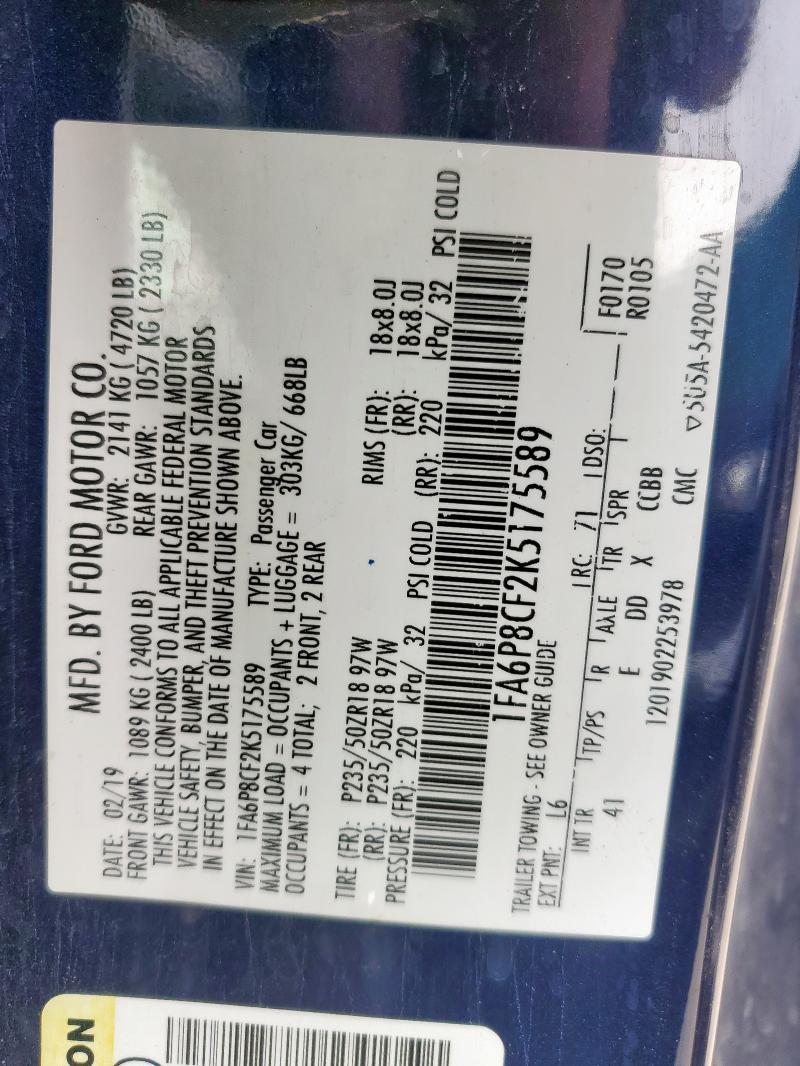 MFD. BY FORD MOTOR CO.
DATE: 02/19 GVWR: 2141 KG ( 4720 LB)
FRONT GAWR: 1089 KG ( 2400 LB) REAR GAWR: 1057 KG ( 2330 LB)
THIS VEHICLE CONFORMS TO ALL APPLICABLE FEDERAL MOTOR
VEHICLE SAFETY, BUMPER, AND THEFT PREVENTION STANDARDS
IN EFFECT ON THE DATE OF MANUFACTURE SHOWN ABOVE.
VIN: 1FA6P8CF2K5175589 TYPE: Passenger Car
MAXIMUM LOAD = OCCUPANTS + LUGGAGE = 303KG/ 668LB
OCCUPANTS = 4 TOTAL; 2 FRONT, 2 REAR
TIRE (FR): P235/50ZR18 97W RIMS (FR): 18x8.0J
(RR): P235/50ZR18 97W (RR): 18x8.0J
PRESSURE (FR): 220 kPa/ 32 PSI COLD (RR): 220 kPa/ 32 PSI COLD
1FA6P8CF2K5175589
TRAILER TOWING - SEE OWNER GUIDE
EXT PNT: L6 RC: 71 DSO:
INT TR TP/PS R AXLE TR SPR F0170
41 E DD X CCBB R0105
1201902253978 CMC
5U5A-5420472-AA
ON